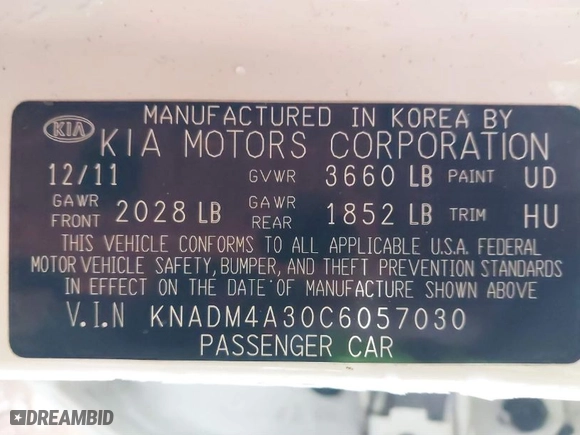 MANUFACTURED IN KOREA BY
KIA KIA MOTORS CORPORATION
12/11 GVWR 3660 LB PAINT UD
GAWR FRONT 2028 LB GAWR REAR 1852 LB TRIM HU
THIS VEHICLE CONFORMS TO ALL APPLICABLE U.S.A. FEDERAL
MOTOR VEHICLE SAFETY, BUMPER, AND THEFT PREVENTION STANDARDS
IN EFFECT ON THE DATE OF MANUFACTURE SHOWN ABOVE
V.I.N KNADM4A30C6057030
PASSENGER CAR
DREAMBID